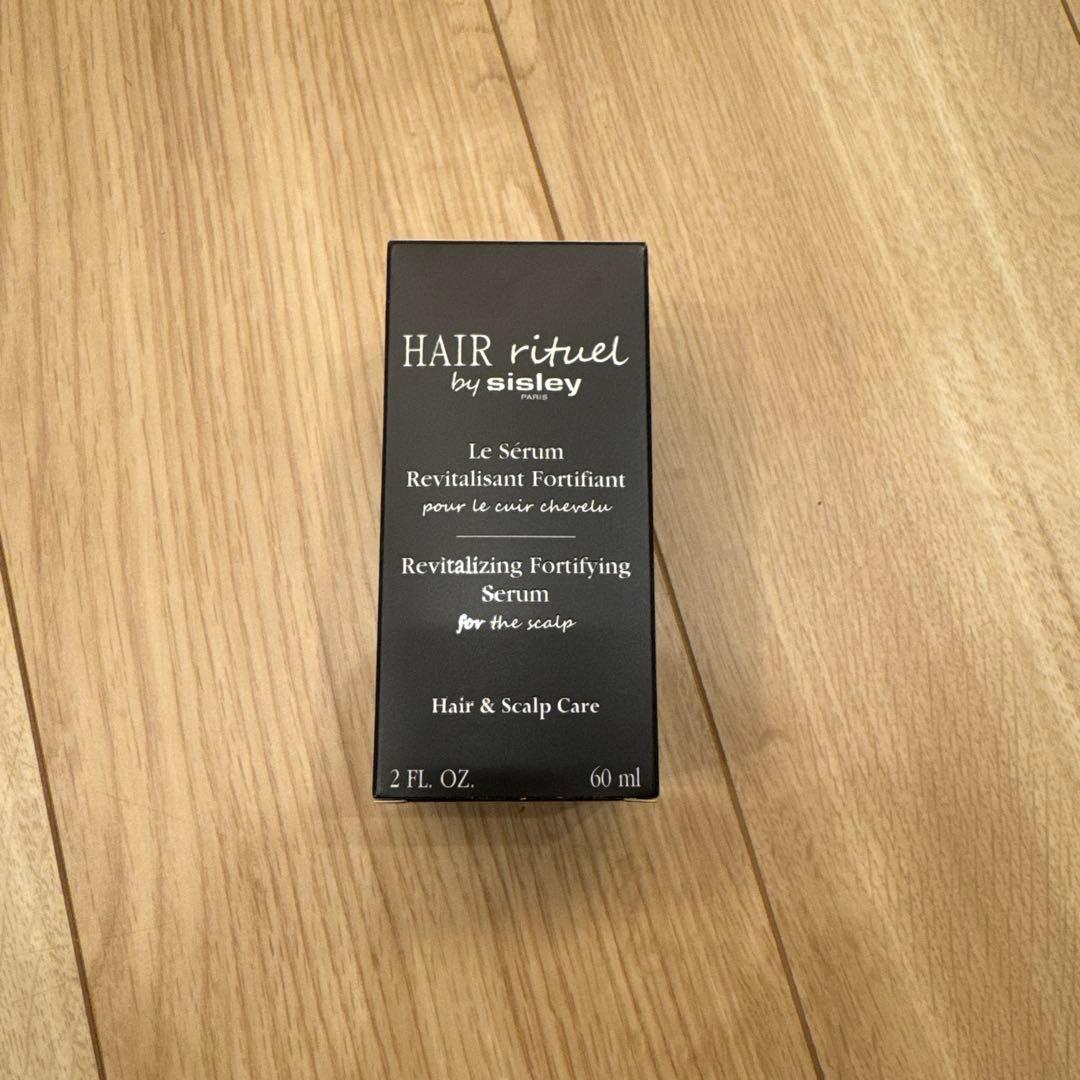 HAIR rituel
by sisley
PARIS
Le Sérum
Revitalisant Fortifiant
pour le cuir chevelu
Revitalizing Fortifying
Serum
for the scalp
Hair & Scalp Care
2 FL. OZ. 60 ml